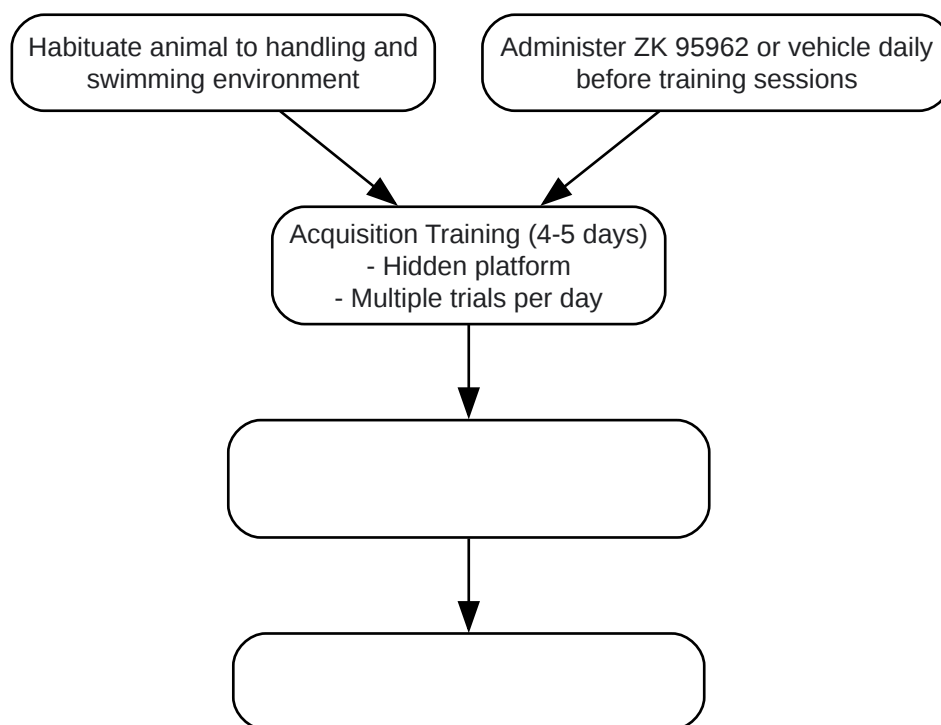 Habituate animal to handling and
swimming environment
Administer ZK 95962 or vehicle daily
before training sessions
Acquisition Training (4-5 days)
- Hidden platform
- Multiple trials per day